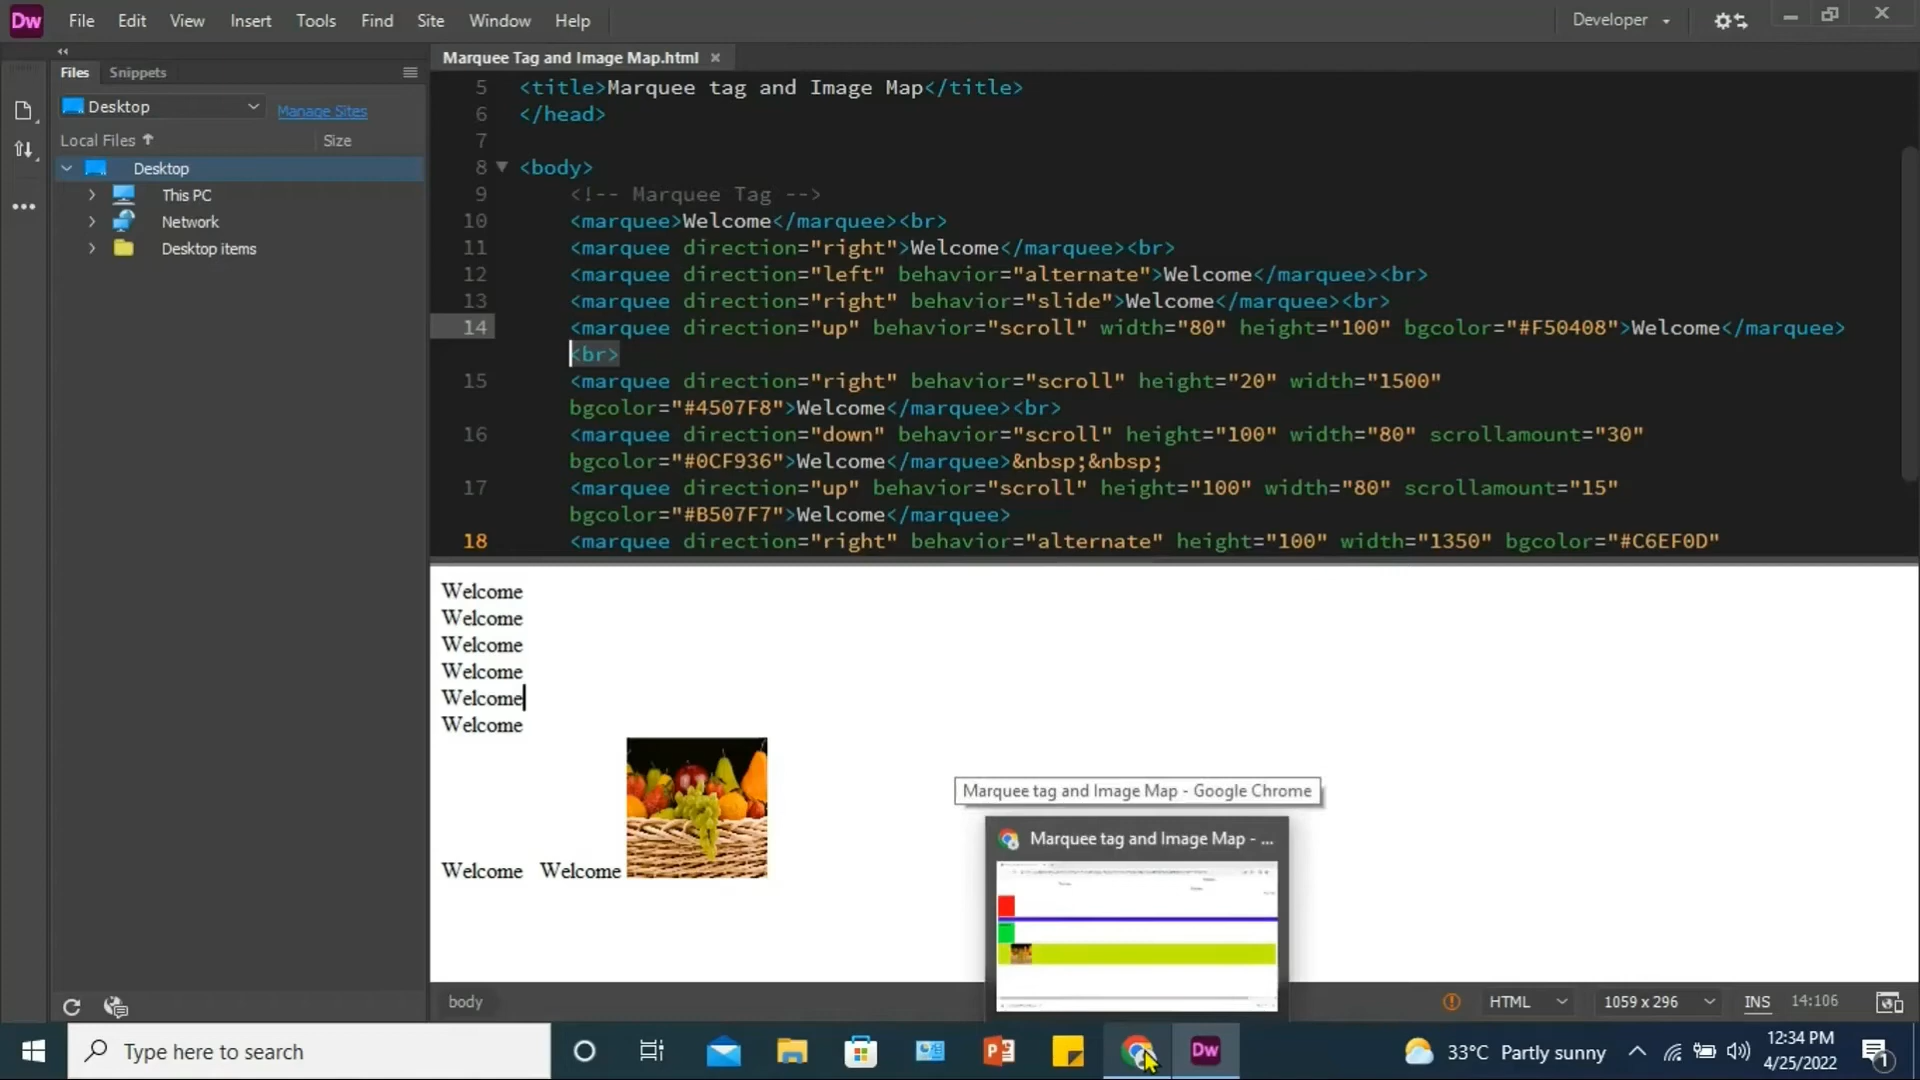 Dw File Edit View Insert Tools Find Site Window Help Developer
Files Snippets
Marquee Tag and Image Map.html
Desktop Manage Sites
Local Files Size
Desktop
This PC
Network
Desktop items
5 <title>Marquee tag and Image Map</title>
6 </head>
7
8 <body>
9 <!-- Marquee Tag -->
10 <marquee>Welcome</marquee><br>
11 <marquee direction="right">Welcome</marquee><br>
12 <marquee direction="left" behavior="alternate">Welcome</marquee><br>
13 <marquee direction="right" behavior="slide">Welcome</marquee><br>
14 <marquee direction="up" behavior="scroll" width="80" height="100" bgcolor="#F50408">Welcome</marquee>
<br>
15 <marquee direction="right" behavior="scroll" height="20" width="1500"
bgcolor="#4507F8">Welcome</marquee><br>
16 <marquee direction="down" behavior="scroll" height="100" width="80" scrollamount="30"
bgcolor="#0CF936">Welcome</marquee>&nbsp;&nbsp;
17 <marquee direction="up" behavior="scroll" height="100" width="80" scrollamount="15"
bgcolor="#B507F7">Welcome</marquee>
18 <marquee direction="right" behavior="alternate" height="100" width="1350" bgcolor="#C6EF0D"
Welcome
Welcome
Welcome
Welcome
Welcome
Welcome
Welcome Welcome
Marquee tag and Image Map - Google Chrome
Marquee tag and Image Map - ...
body HTML 1059 x 296 INS 14:106
Type here to search
Dw
33°C Partly sunny
12:34 PM
4/25/2022
1